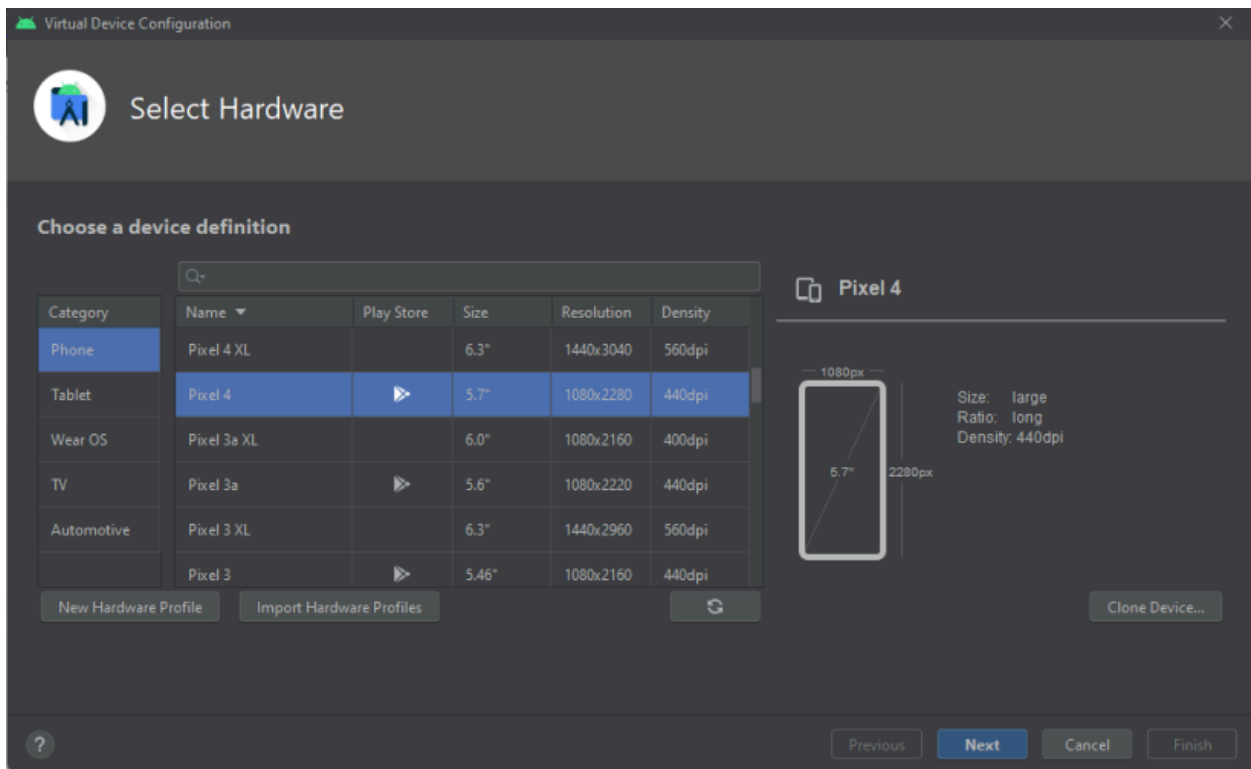 Virtual Device Configuration
Select Hardware
Choose a device definition
Category
Phone
Tablet
Wear OS
TV
Automotive
Name Play Store Size Resolution Density
Pixel 4 XL 6.3" 1440x3040 560dpi
Pixel 4 5.7" 1080x2280 440dpi
Pixel 3a XL 6.0" 1080x2160 400dpi
Pixel 3a 5.6" 1080x2220 440dpi
Pixel 3 XL 6.3" 1440x2960 560dpi
Pixel 3 5.46" 1080x2160 440dpi
New Hardware Profile Import Hardware Profiles
Pixel 4
1080px
5.7"
2280px
Size: large
Ratio: long
Density: 440dpi
Clone Device...
? Previous Next Cancel Finish